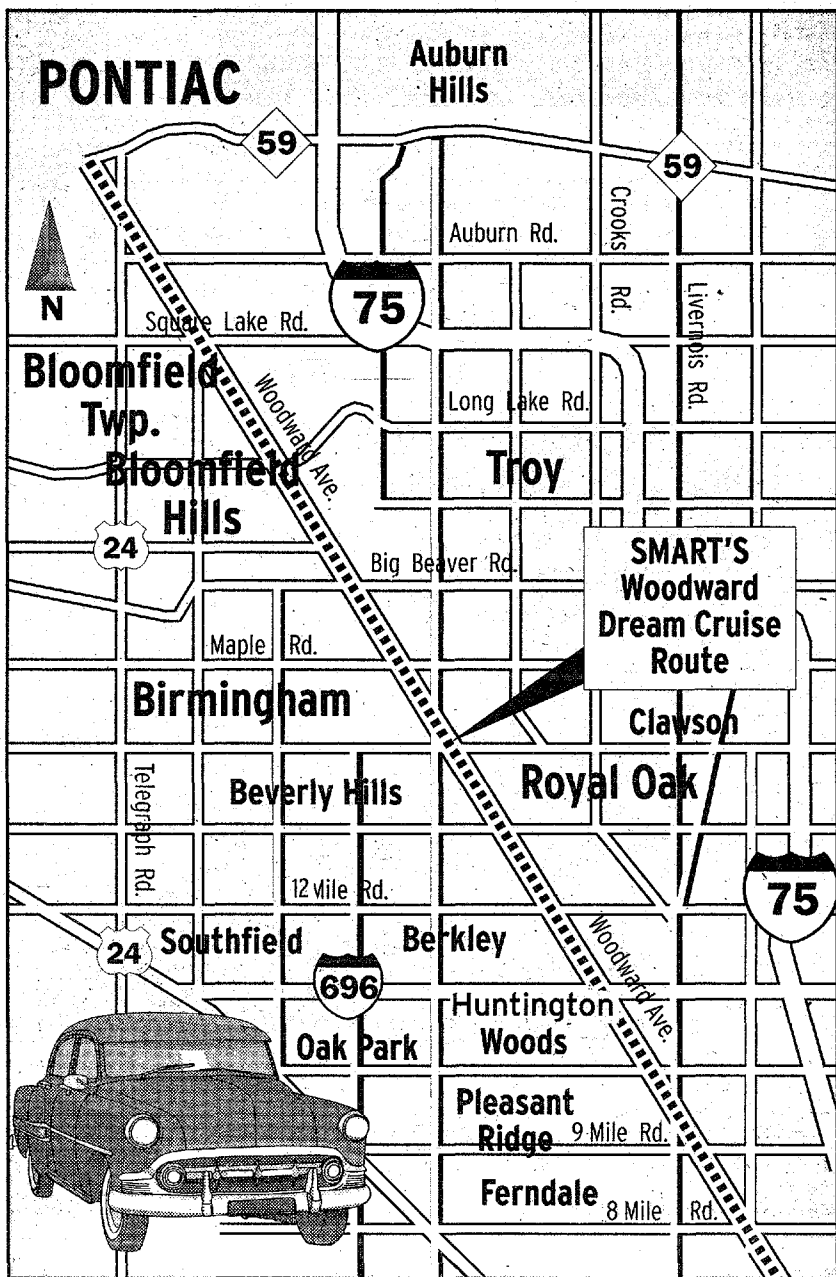 Auburn
Hills
PONTIAC
59
59
Crooks
Rd.
Auburn Rd.
N
75
Livernois Rd.
Square Lake Rd.
Bloomfield
Twp.
Woodward Ave.
Long Lake Rd.
Bloomfield
Hills
Troy
24
Big Beaver Rd.
SMART'S
Woodward
Dream Cruise
Route
Maple Rd.
Birmingham
Clawson
Telegraph Rd.
Beverly Hills
Royal Oak
12 Mile Rd.
75
24
Southfield
Berkley
Woodward Ave.
696
Huntington
Woods
Oak Park
Pleasant
Ridge
9 Mile Rd.
Ferndale
8 Mile Rd.